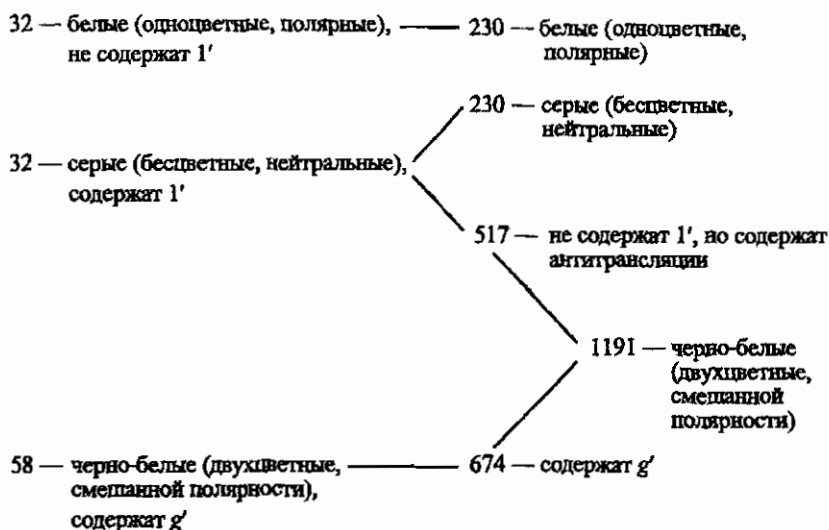 32 — белые (одноцветные, полярные), — 230 — белые (одноцветные,
не содержат 1′
полярные)
230 — серые (бесцветные,
нейтральные)
32 — серые (бесцветные, нейтральные),
содержат 1′
517 — не содержат 1′, но содержат
антитрансляции
1191 — черно-белые
(двухцветные,
смешанной
полярности)
58 — черно-белые (двухцветные, — 674 — содержат g′
смешанной полярности),
содержат g′